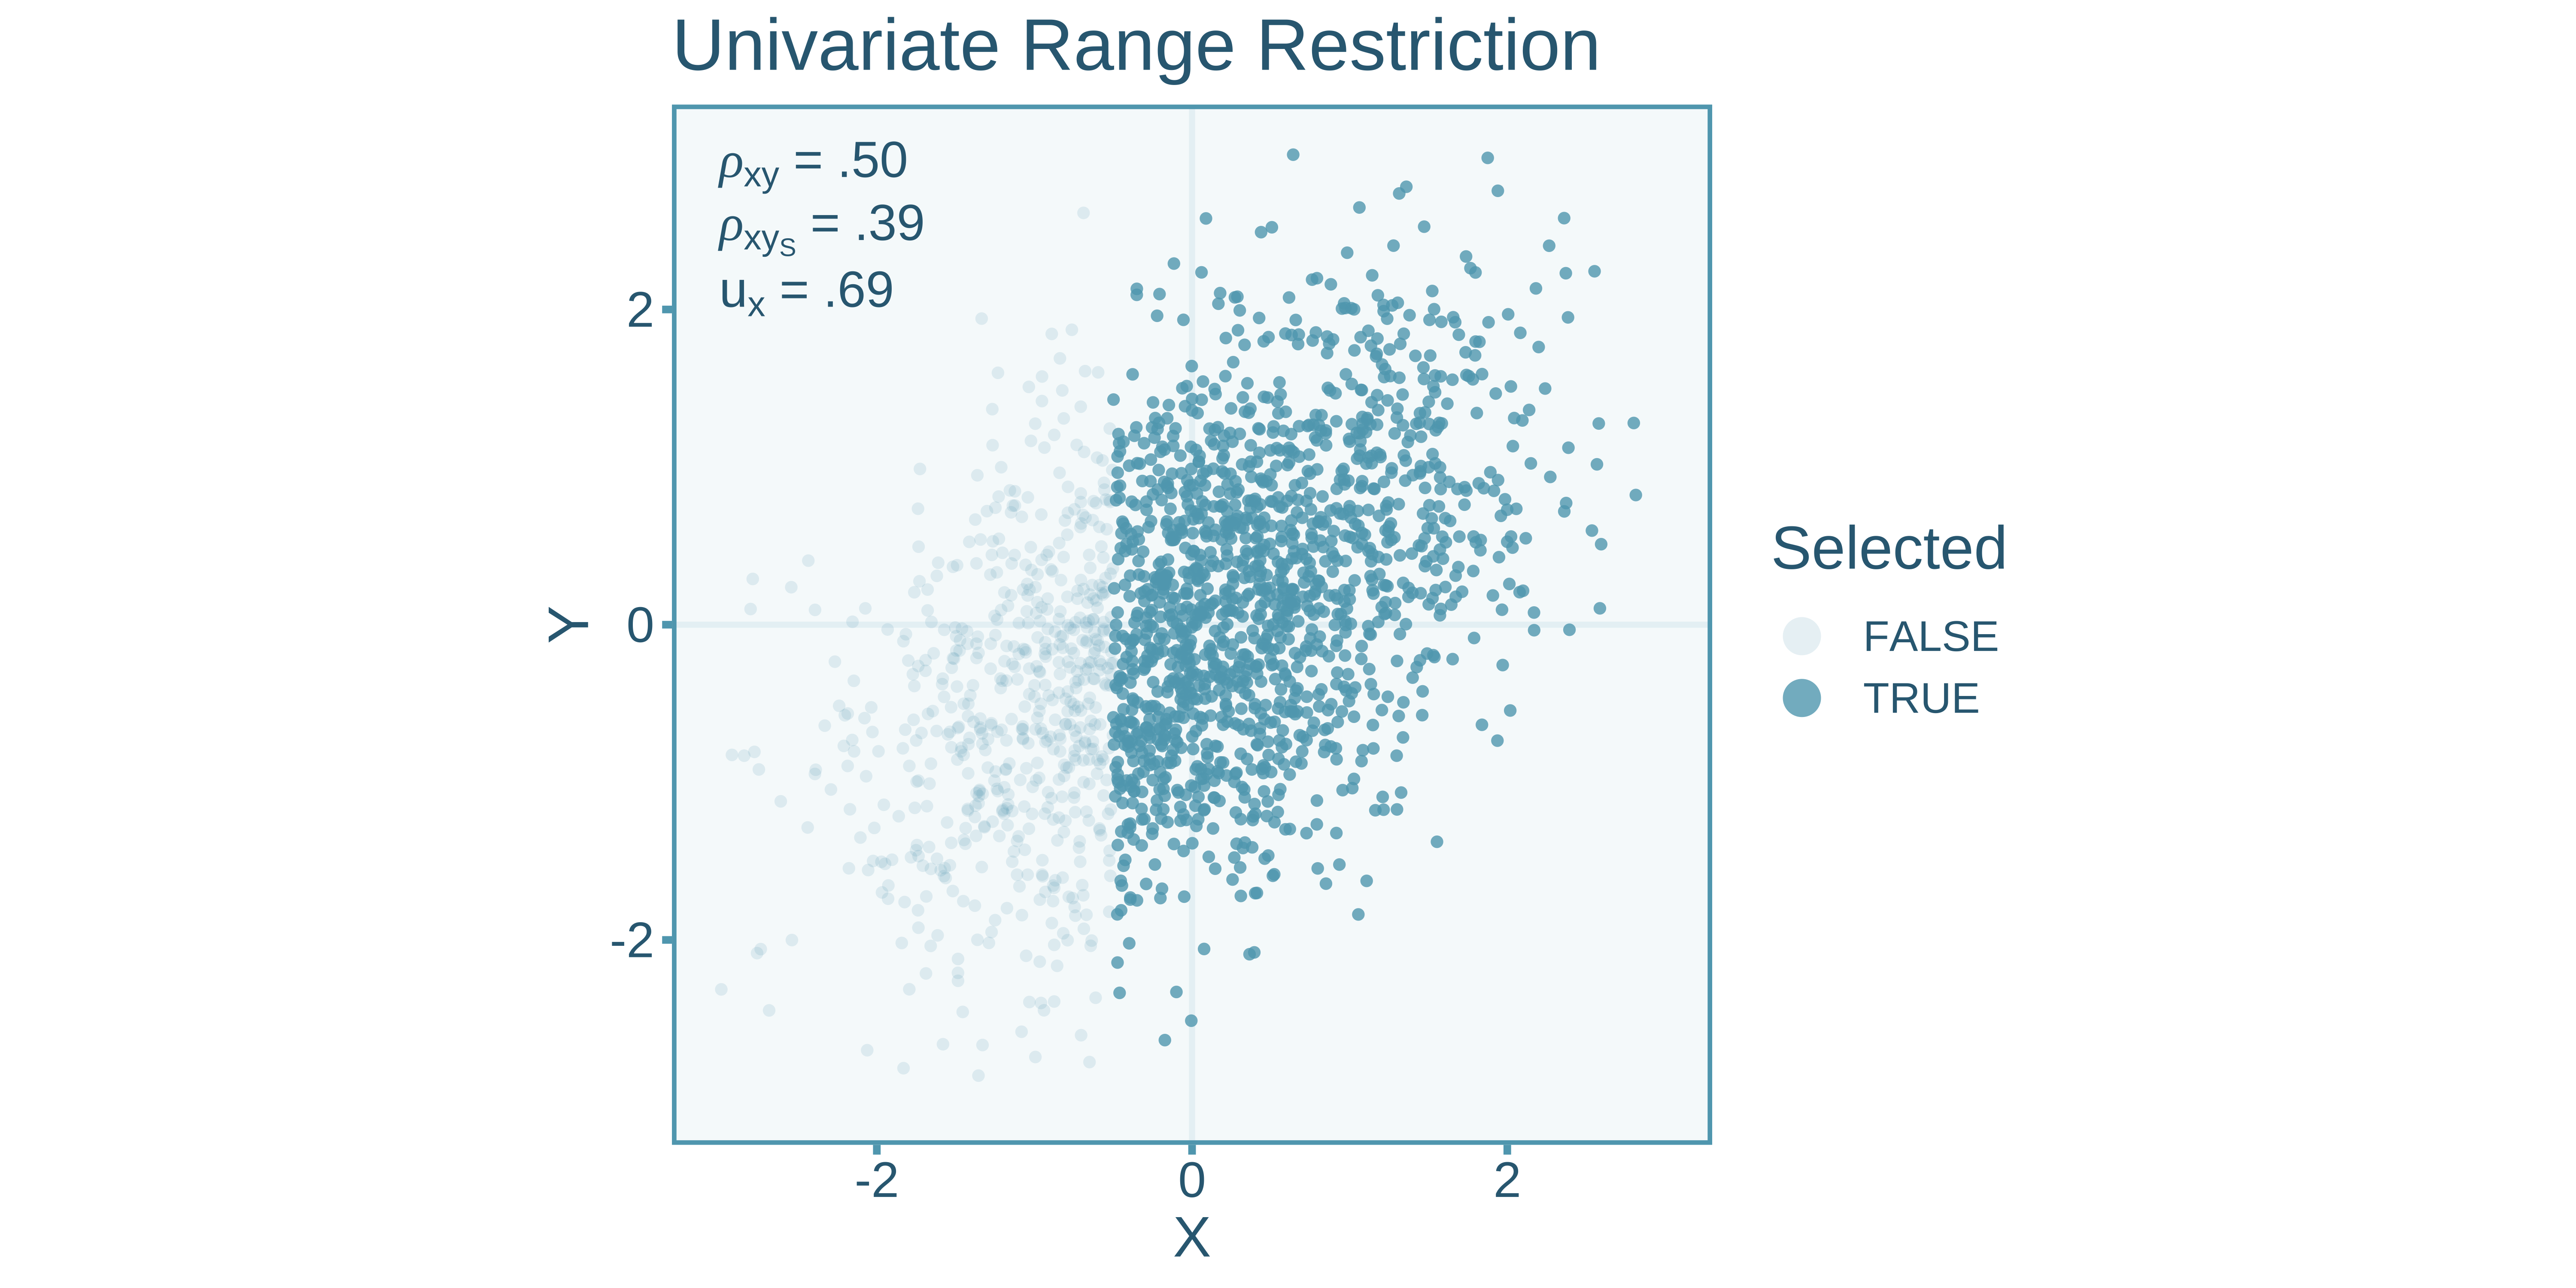 Univariate Range Restriction
ρxy = .50
ρxyS = .39
ux = .69
2
0
-2
Y
-2 0 2
X
Selected
FALSE
TRUE